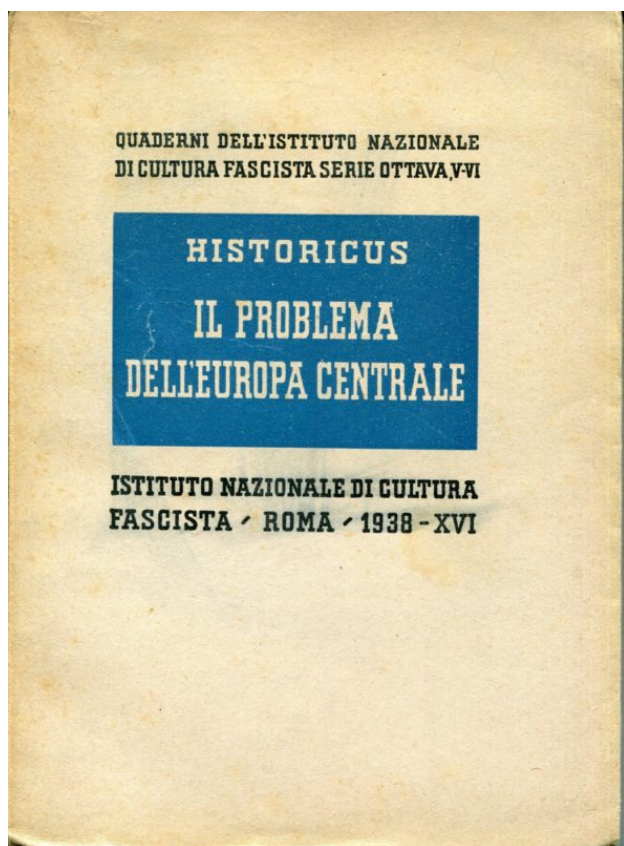 QUADERNI DELL'ISTITUTO NAZIONALE
DI CULTURA FASCISTA SERIE OTTAVA, V-VI
HISTORICUS
IL PROBLEMA
DELL'EUROPA CENTRALE
ISTITUTO NAZIONALE DI CULTURA
FASCISTA ⸍ ROMA ⸍ 1938 - XVI